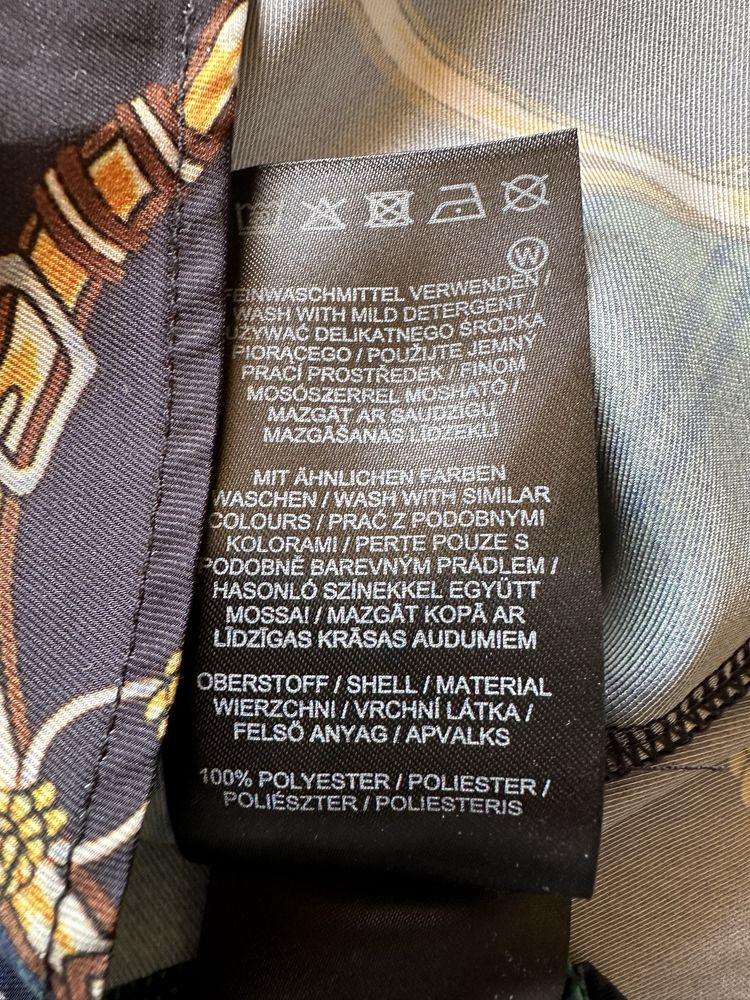 W
FEINWASCHMITTEL VERWENDEN /
WASH WITH MILD DETERGENT /
UŻYWAĆ DELIKATNEGO ŚRODKA
PIORĄCEGO / POUŽIJTE JEMNÝ
PRACÍ PROSTŘEDEK / FINOM
MOSÓSZERREL MOSHATÓ /
MAZGĀT AR SAUDZĪGU
MAZGĀŠANAS LĪDZEKLI
MIT ÄHNLICHEN FARBEN
WASCHEN / WASH WITH SIMILAR
COLOURS / PRAĆ Z PODOBNYMI
KOLORAMI / PERTE POUZE S
PODOBNĚ BAREVNÝM PRÁDLEM /
HASONLÓ SZÍNEKKEL EGYÜTT
MOSSA! / MAZGĀT KOPĀ AR
LĪDZĪGAS KRĀSAS AUDUMIEM
OBERSTOFF / SHELL / MATERIAL
WIERZCHNI / VRCHNÍ LÁTKA /
FELSŐ ANYAG / APVALKS
100% POLYESTER / POLIESTER /
POLIÉSZTER / POLIESTERIS